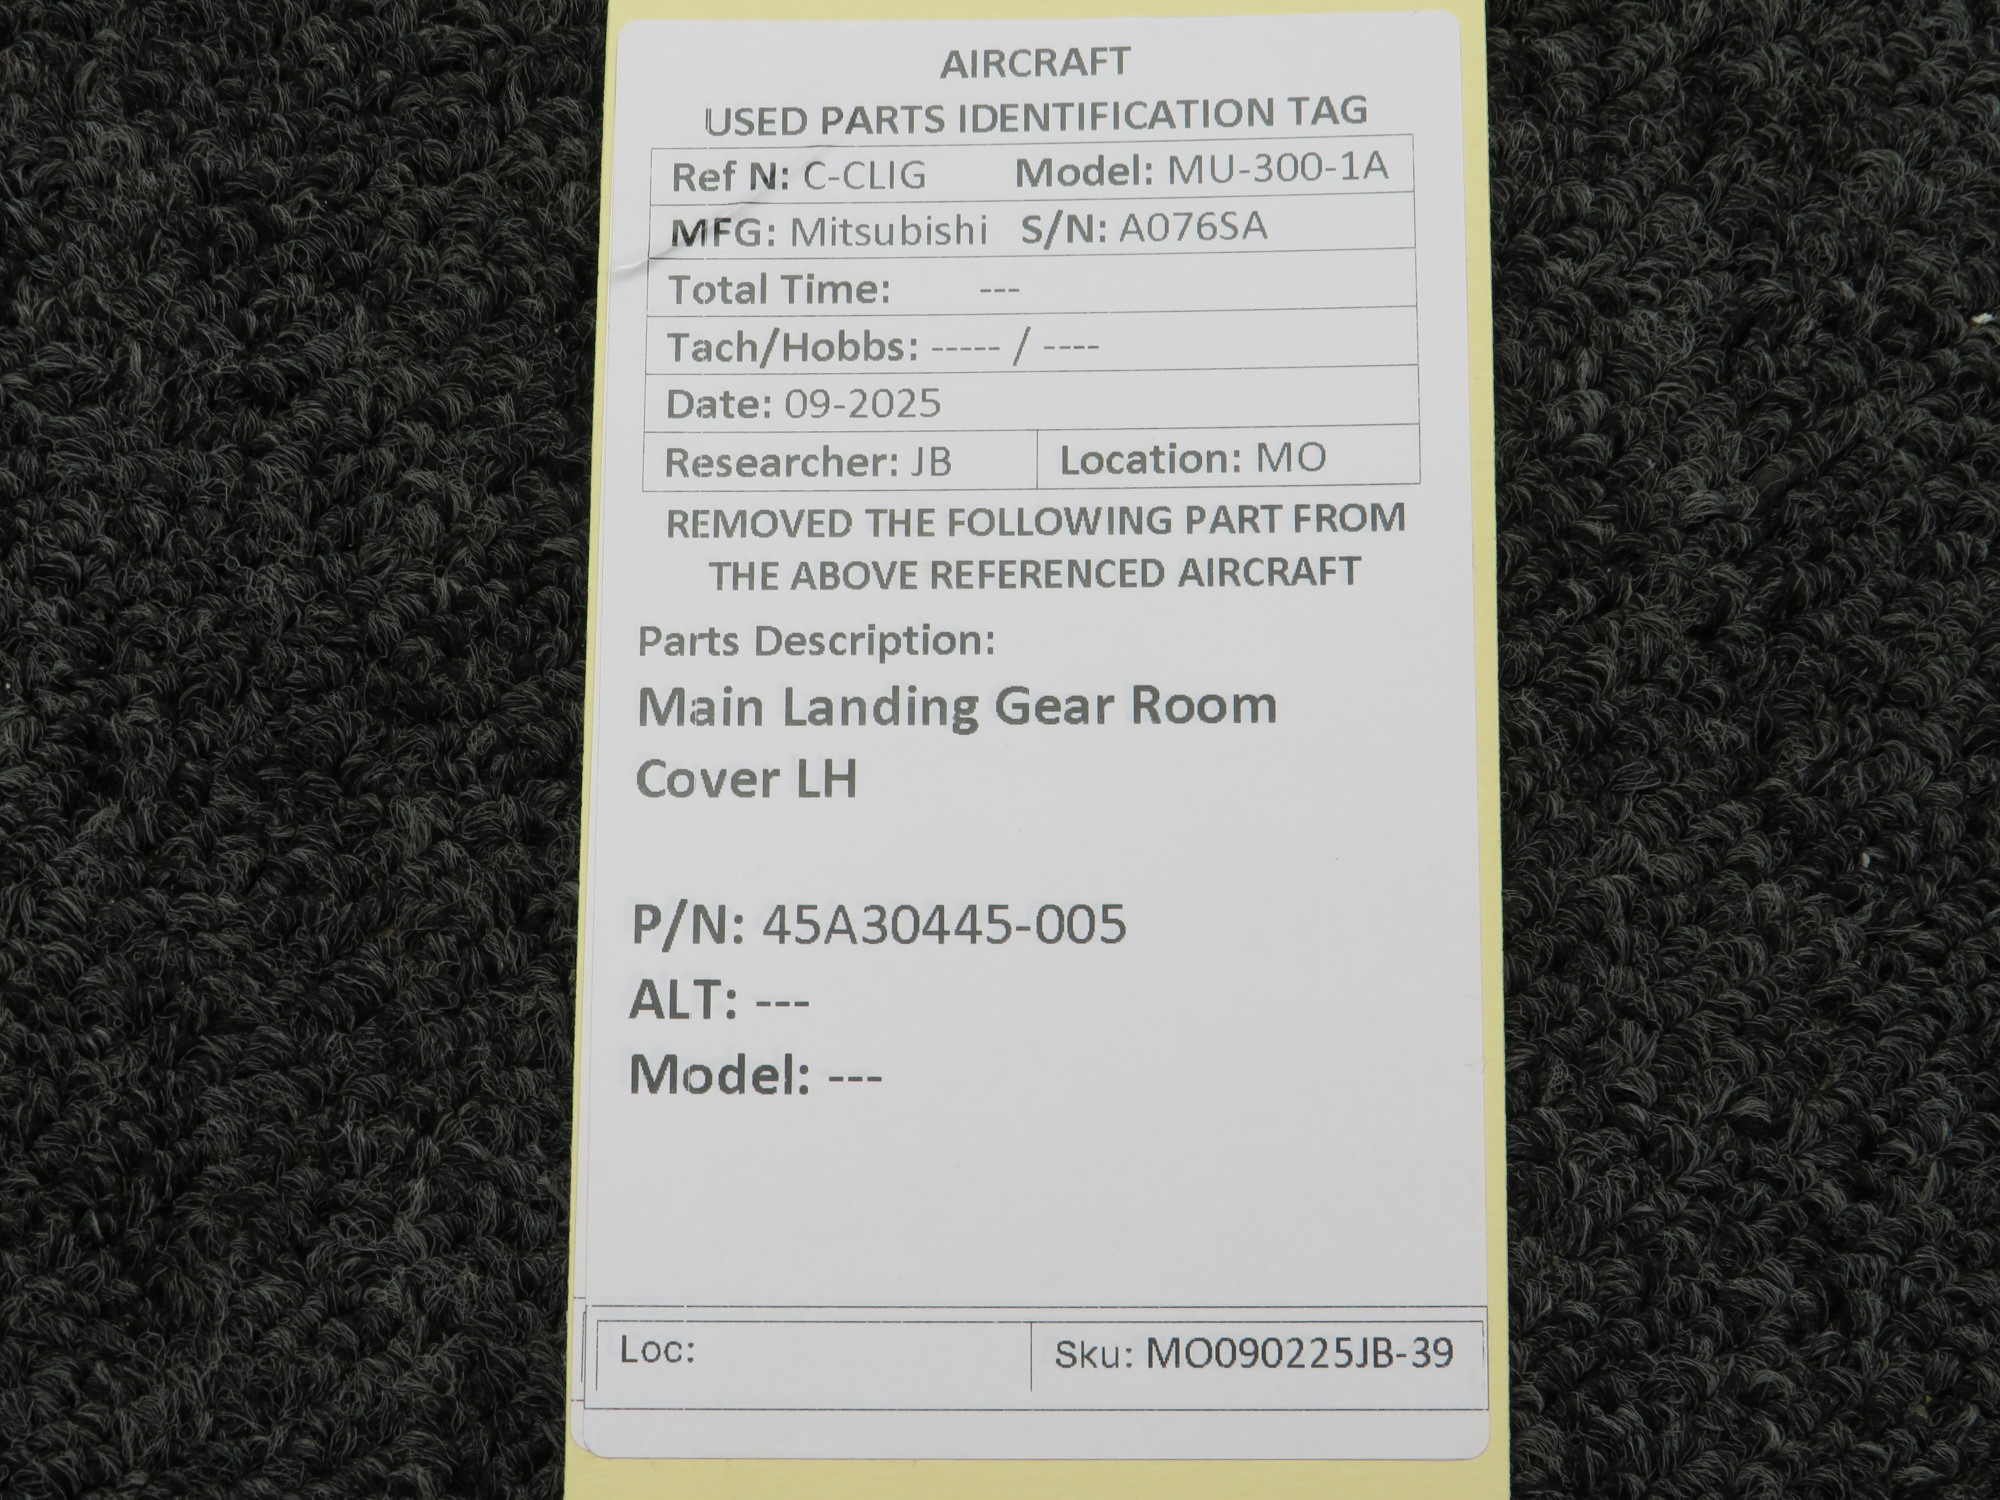 AIRCRAFT
USED PARTS IDENTIFICATION TAG
Ref N: C-CLIG Model: MU-300-1A
MFG: Mitsubishi S/N: A076SA
Total Time: ---
Tach/Hobbs: ----- / ----
Date: 09-2025
Researcher: JB Location: MO
REMOVED THE FOLLOWING PART FROM
THE ABOVE REFERENCED AIRCRAFT
Parts Description:
Main Landing Gear Room
Cover LH
P/N: 45A30445-005
ALT: ---
Model: ---
Loc: Sku: MO090225JB-39